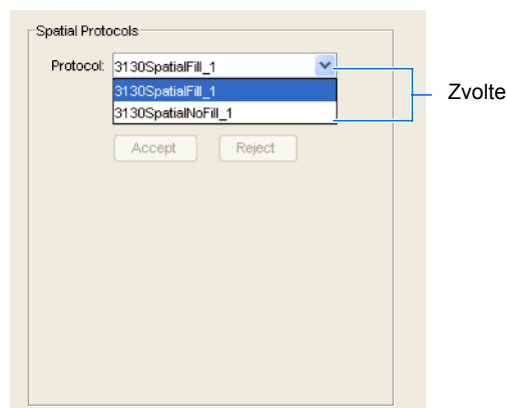 Spatial Protocols
Protocol: 3130SpatialFill_1
3130SpatialFill_1
3130SpatialNoFill_1
Accept Reject
Zvolte